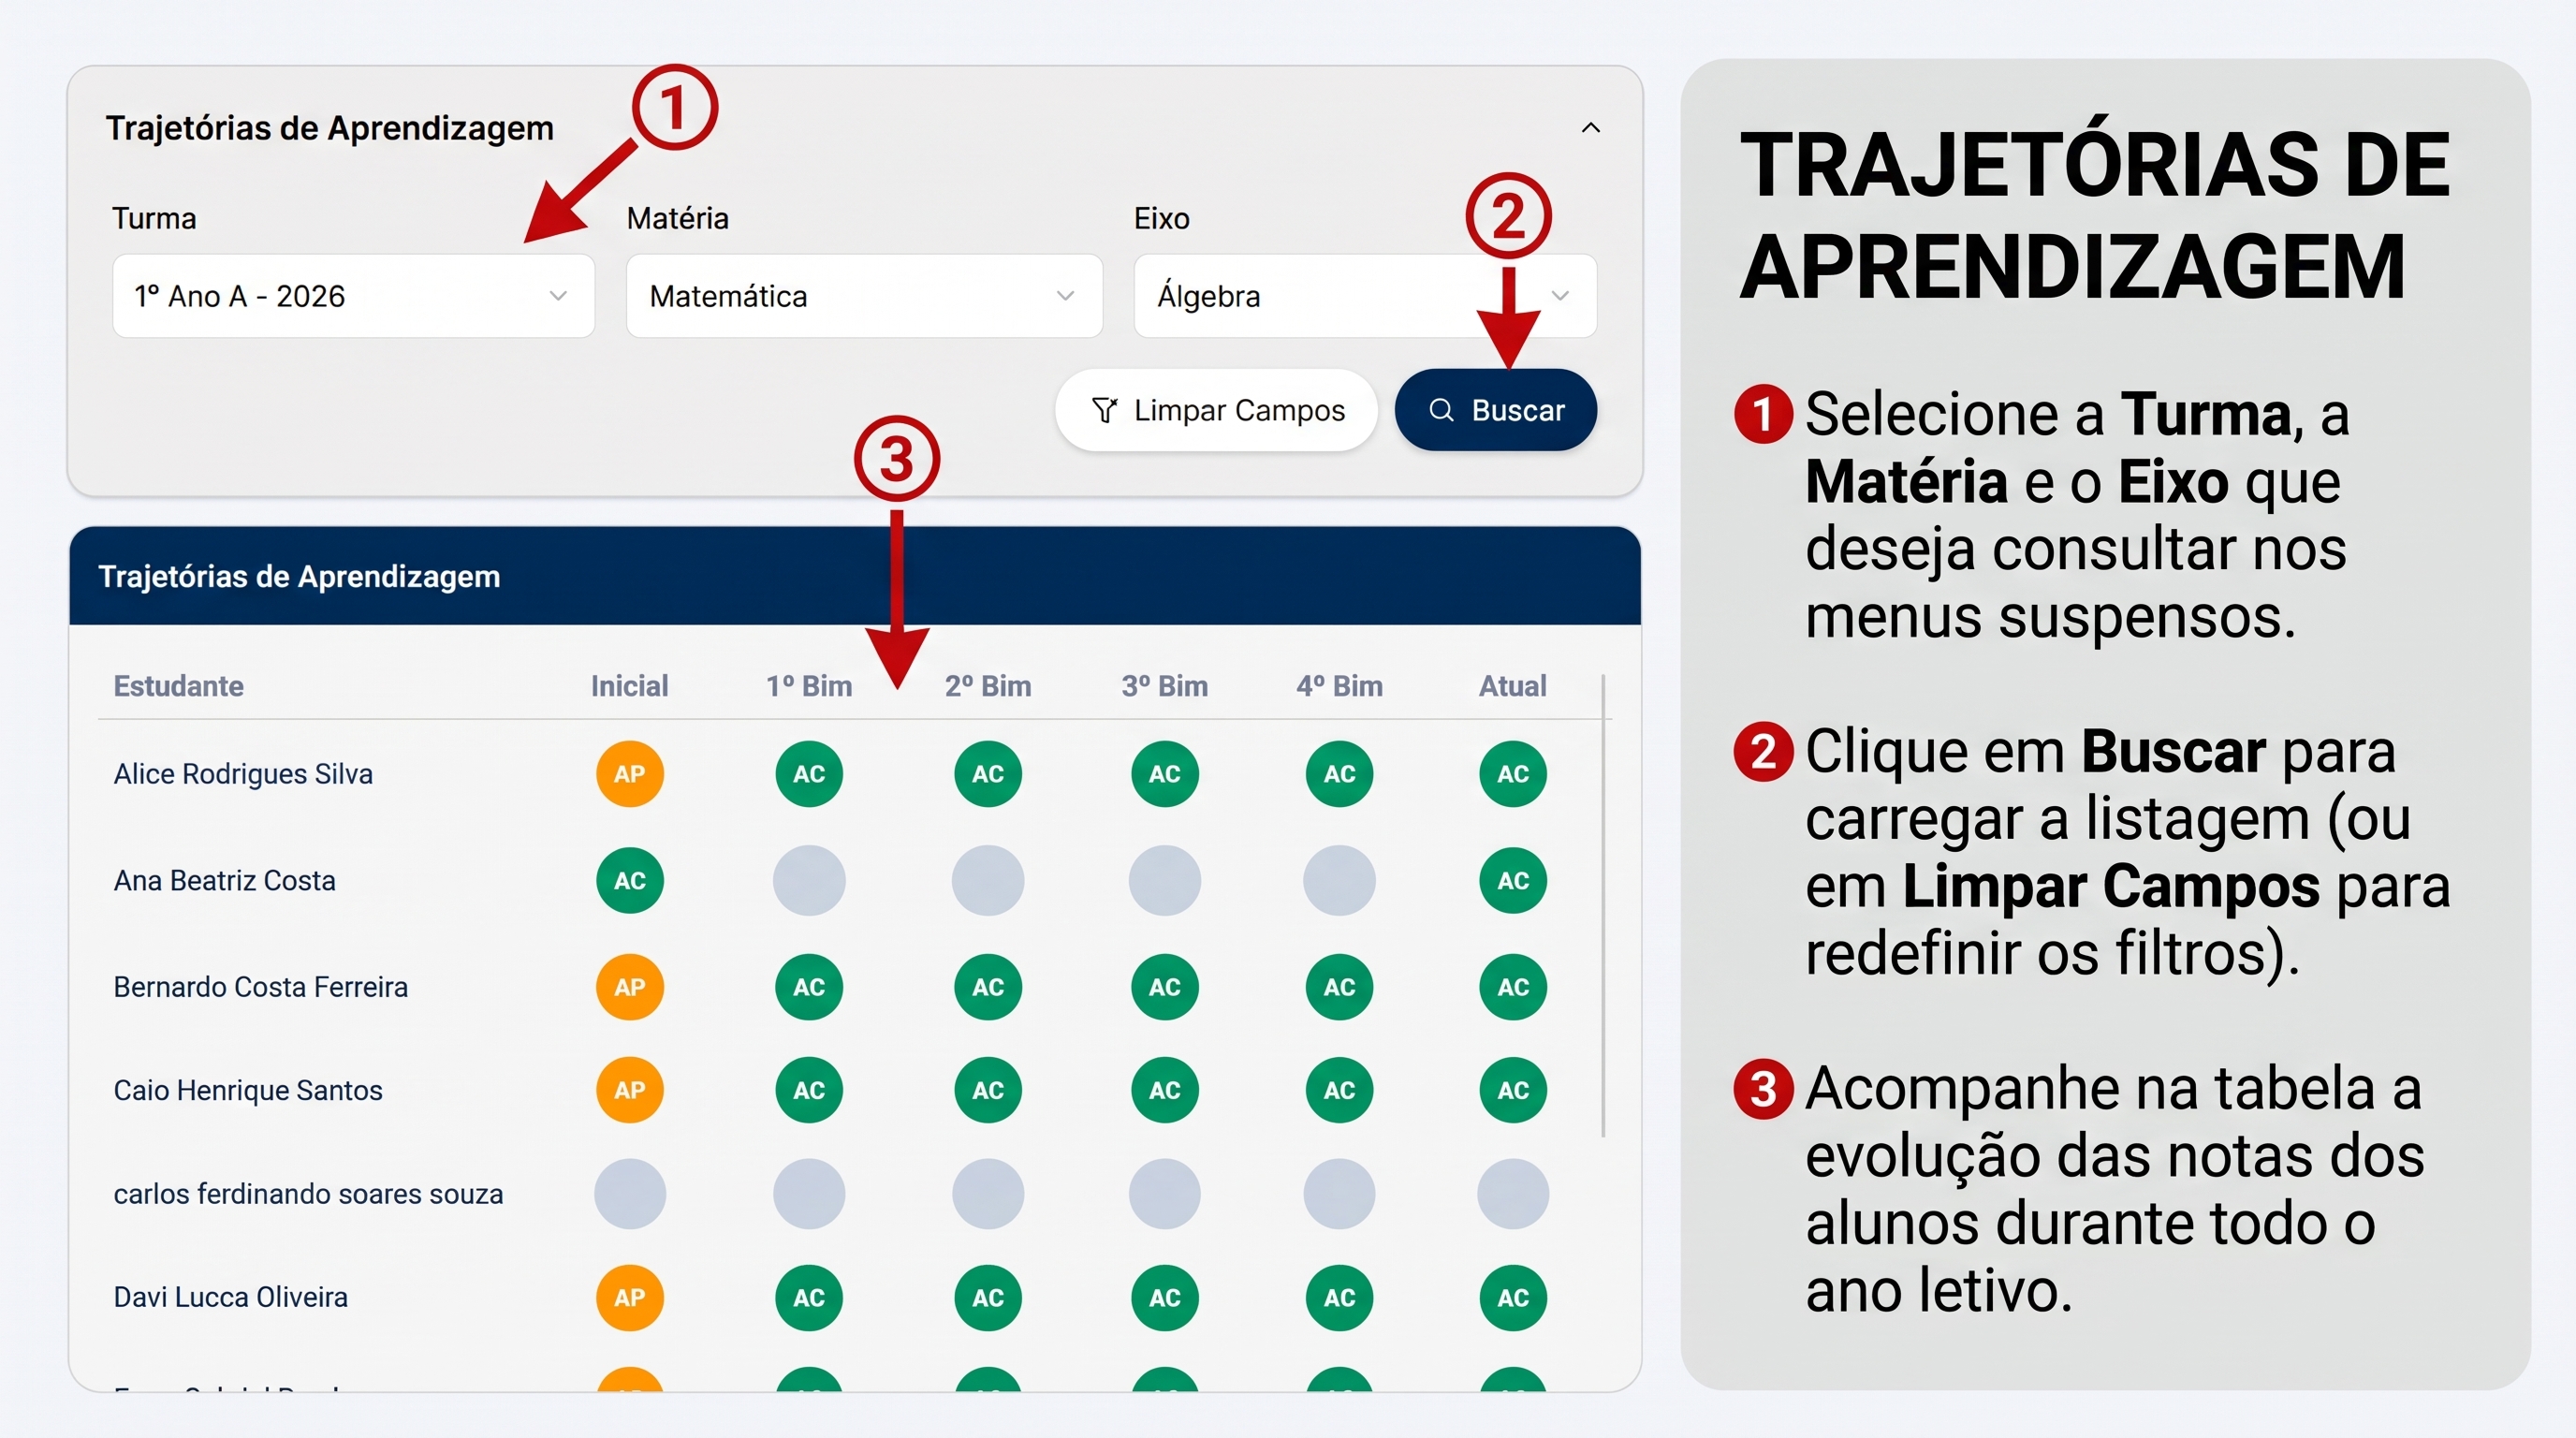 Trajetórias de Aprendizagem
1
Turma
Matéria
Eixo
2
1º Ano A - 2026
Matemática
Álgebra
Limpar Campos
Buscar
3
Trajetórias de Aprendizagem
Estudante Inicial 1º Bim 2º Bim 3º Bim 4º Bim Atual
Alice Rodrigues Silva AP AC AC AC AC AC
Ana Beatriz Costa AC AC
Bernardo Costa Ferreira AP AC AC AC AC AC
Caio Henrique Santos AP AC AC AC AC AC
carlos ferdinando soares souza
Davi Lucca Oliveira AP AC AC AC AC AC
TRAJETÓRIAS DE
APRENDIZAGEM
1 Selecione a Turma, a
Matéria e o Eixo que
deseja consultar nos
menus suspensos.
2 Clique em Buscar para
carregar a listagem (ou
em Limpar Campos para
redefinir os filtros).
3 Acompanhe na tabela a
evolução das notas dos
alunos durante todo o
ano letivo.